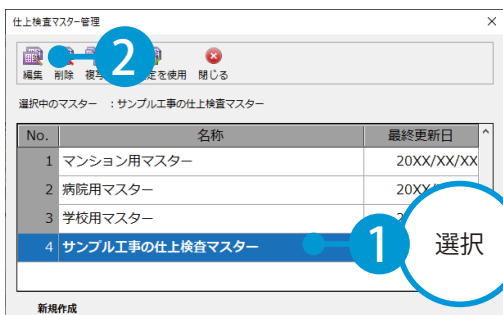 仕上検査マスター管理
編集 削除 複写 定を使用 閉じる
2
選択中のマスター ：サンプル工事の仕上検査マスター
No. 名称 最終更新日
1 マンション用マスター 20XX/XX/XX
2 病院用マスター 20XX/
3 学校用マスター 2
4 サンプル工事の仕上検査マスター
1 選択
新規作成